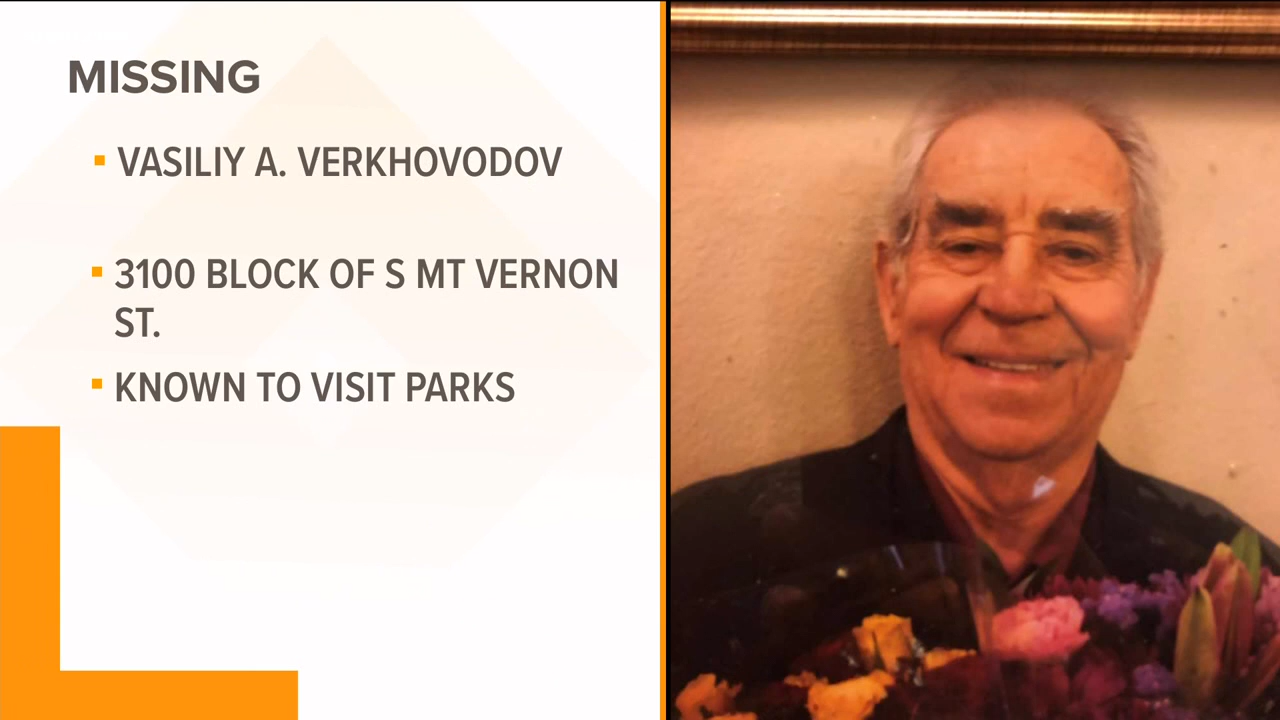 MISSING
VASILIY A. VERKHOVODOV
3100 BLOCK OF S MT VERNON
ST.
KNOWN TO VISIT PARKS